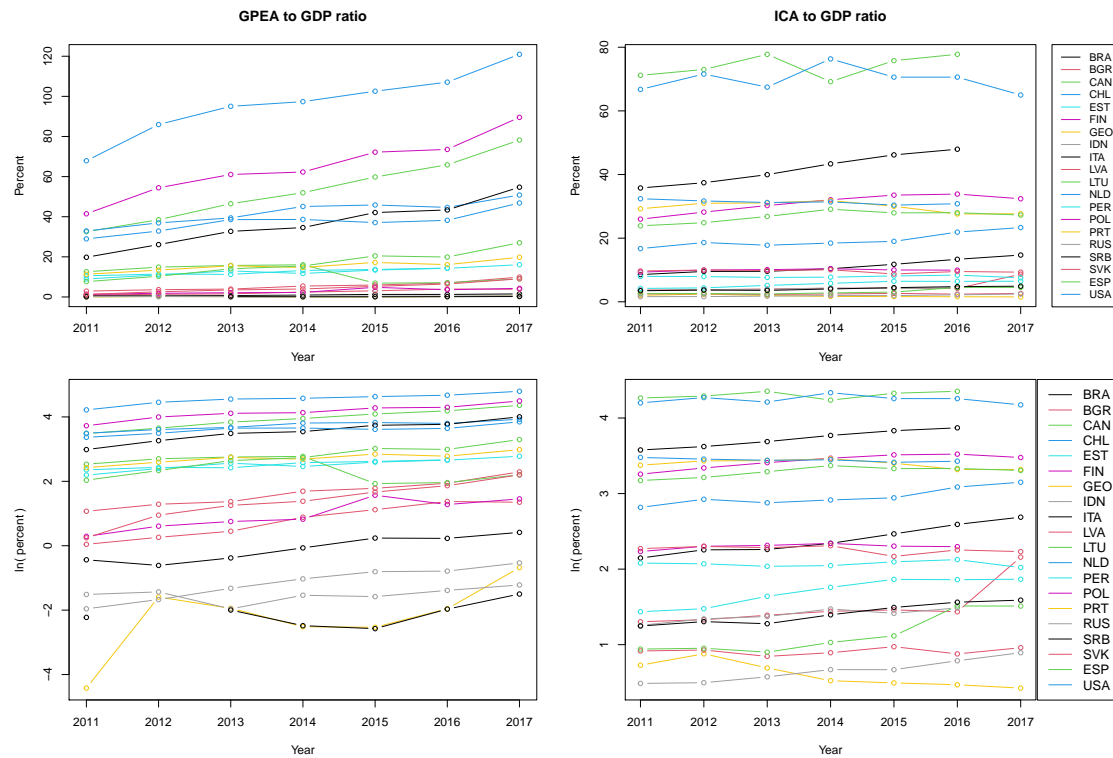 GPEA to GDP ratio
ICA to GDP ratio
Percent
0 20 40 60 80 100 120
2011 2012 2013 2014 2015 2016 2017
Year
Percent
0 20 40 60 80
2011 2012 2013 2014 2015 2016 2017
Year
BRA
BGR
CAN
CHL
EST
FIN
GEO
IDN
ITA
LVA
LTU
NLD
PER
POL
PRT
RUS
SRB
SVK
ESP
USA
ln( percent )
-4 -2 0 2 4
2011 2012 2013 2014 2015 2016 2017
Year
ln( percent)
1 2 3 4
2011 2012 2013 2014 2015 2016 2017
Year
BRA
BGR
CAN
CHL
EST
FIN
GEO
IDN
ITA
LVA
LTU
NLD
PER
POL
PRT
RUS
SRB
SVK
ESP
USA